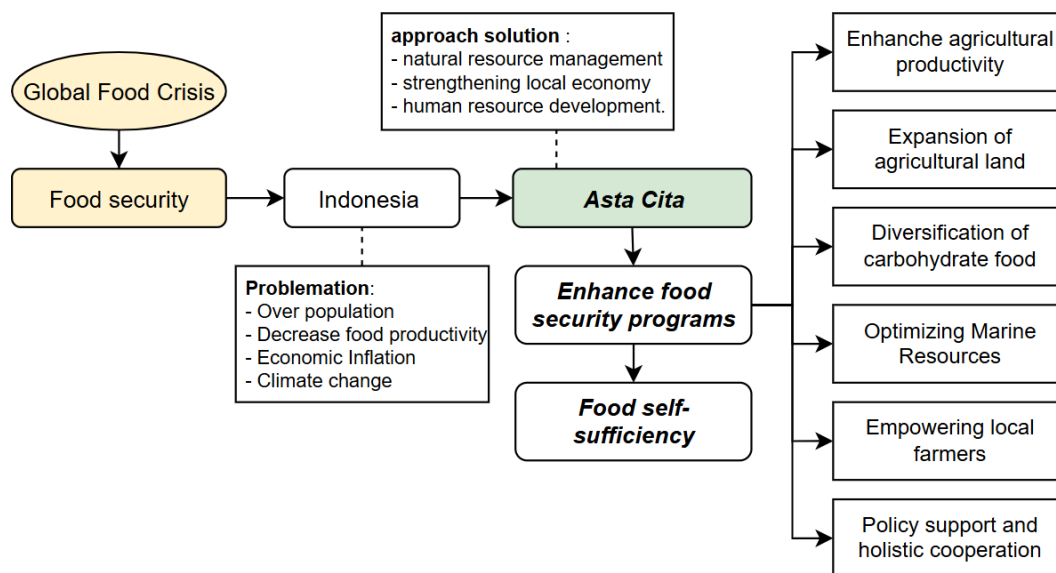 Global Food Crisis
Food security
Indonesia
Problemation:
- Over population
- Decrease food productivity
- Economic Inflation
- Climate change
approach solution :
- natural resource management
- strengthening local economy
- human resource development.
Asta Cita
Enhance food
security programs
Food self-
sufficiency
Enhanche agricultural
productivity
Expansion of
agricultural land
Diversification of
carbohydrate food
Optimizing Marine
Resources
Empowering local
farmers
Policy support and
holistic cooperation